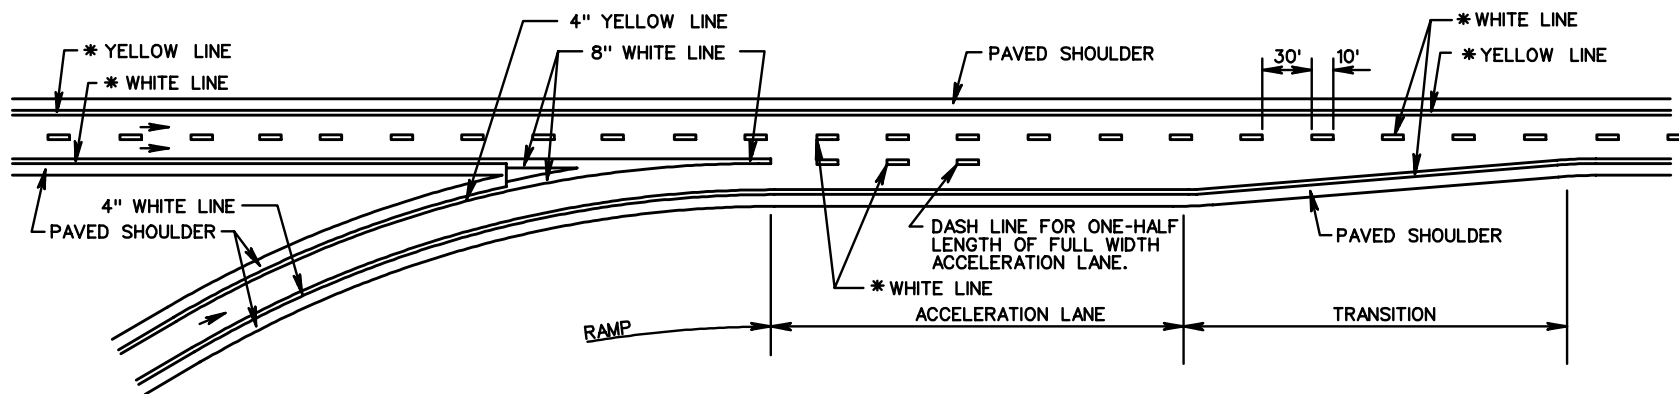 4" YELLOW LINE
* WHITE LINE
* YELLOW LINE
8" WHITE LINE
PAVED SHOULDER
30'
10'
* YELLOW LINE
* WHITE LINE
4" WHITE LINE
PAVED SHOULDER
DASH LINE FOR ONE-HALF
LENGTH OF FULL WIDTH
ACCELERATION LANE.
PAVED SHOULDER
* WHITE LINE
RAMP
ACCELERATION LANE
TRANSITION